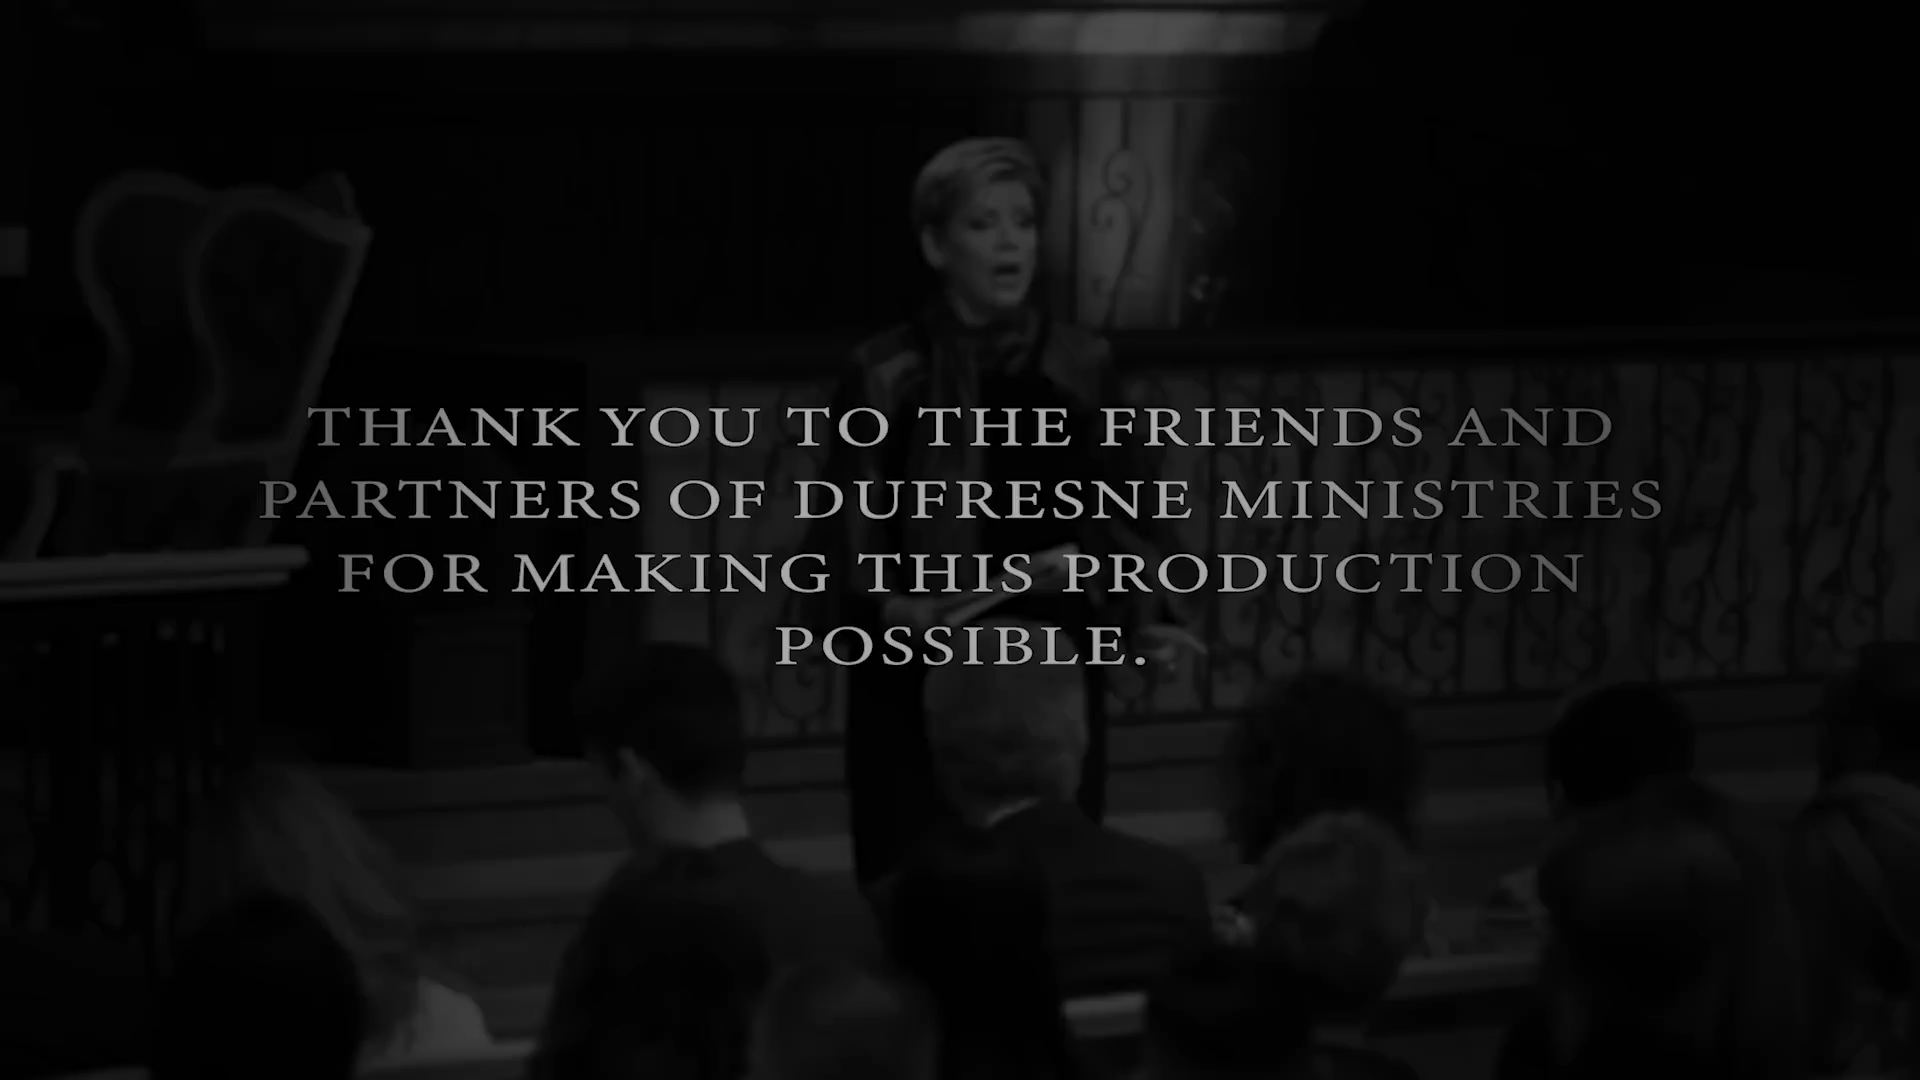 THANK YOU TO THE FRIENDS AND
PARTNERS OF DUFRESNE MINISTRIES
FOR MAKING THIS PRODUCTION
POSSIBLE.